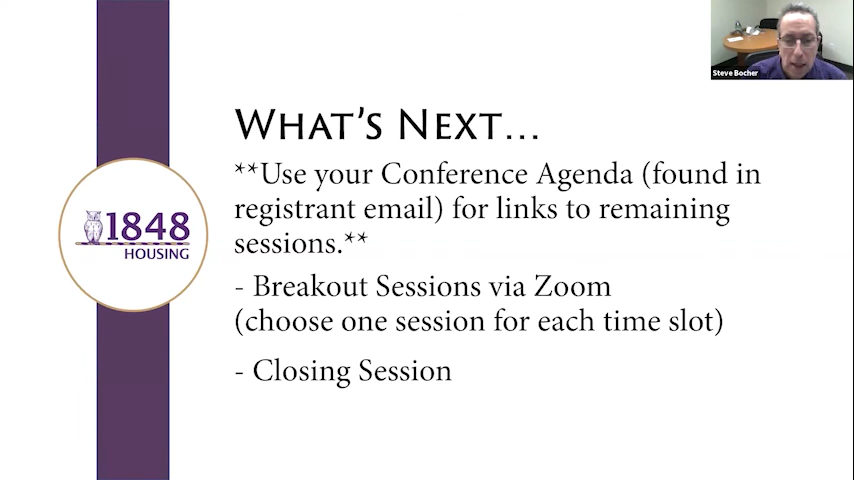 Steve Bocher
WHAT'S NEXT...
**Use your Conference Agenda (found in
registrant email) for links to remaining
sessions.**
1848
HOUSING
- Breakout Sessions via Zoom
(choose one session for each time slot)
- Closing Session